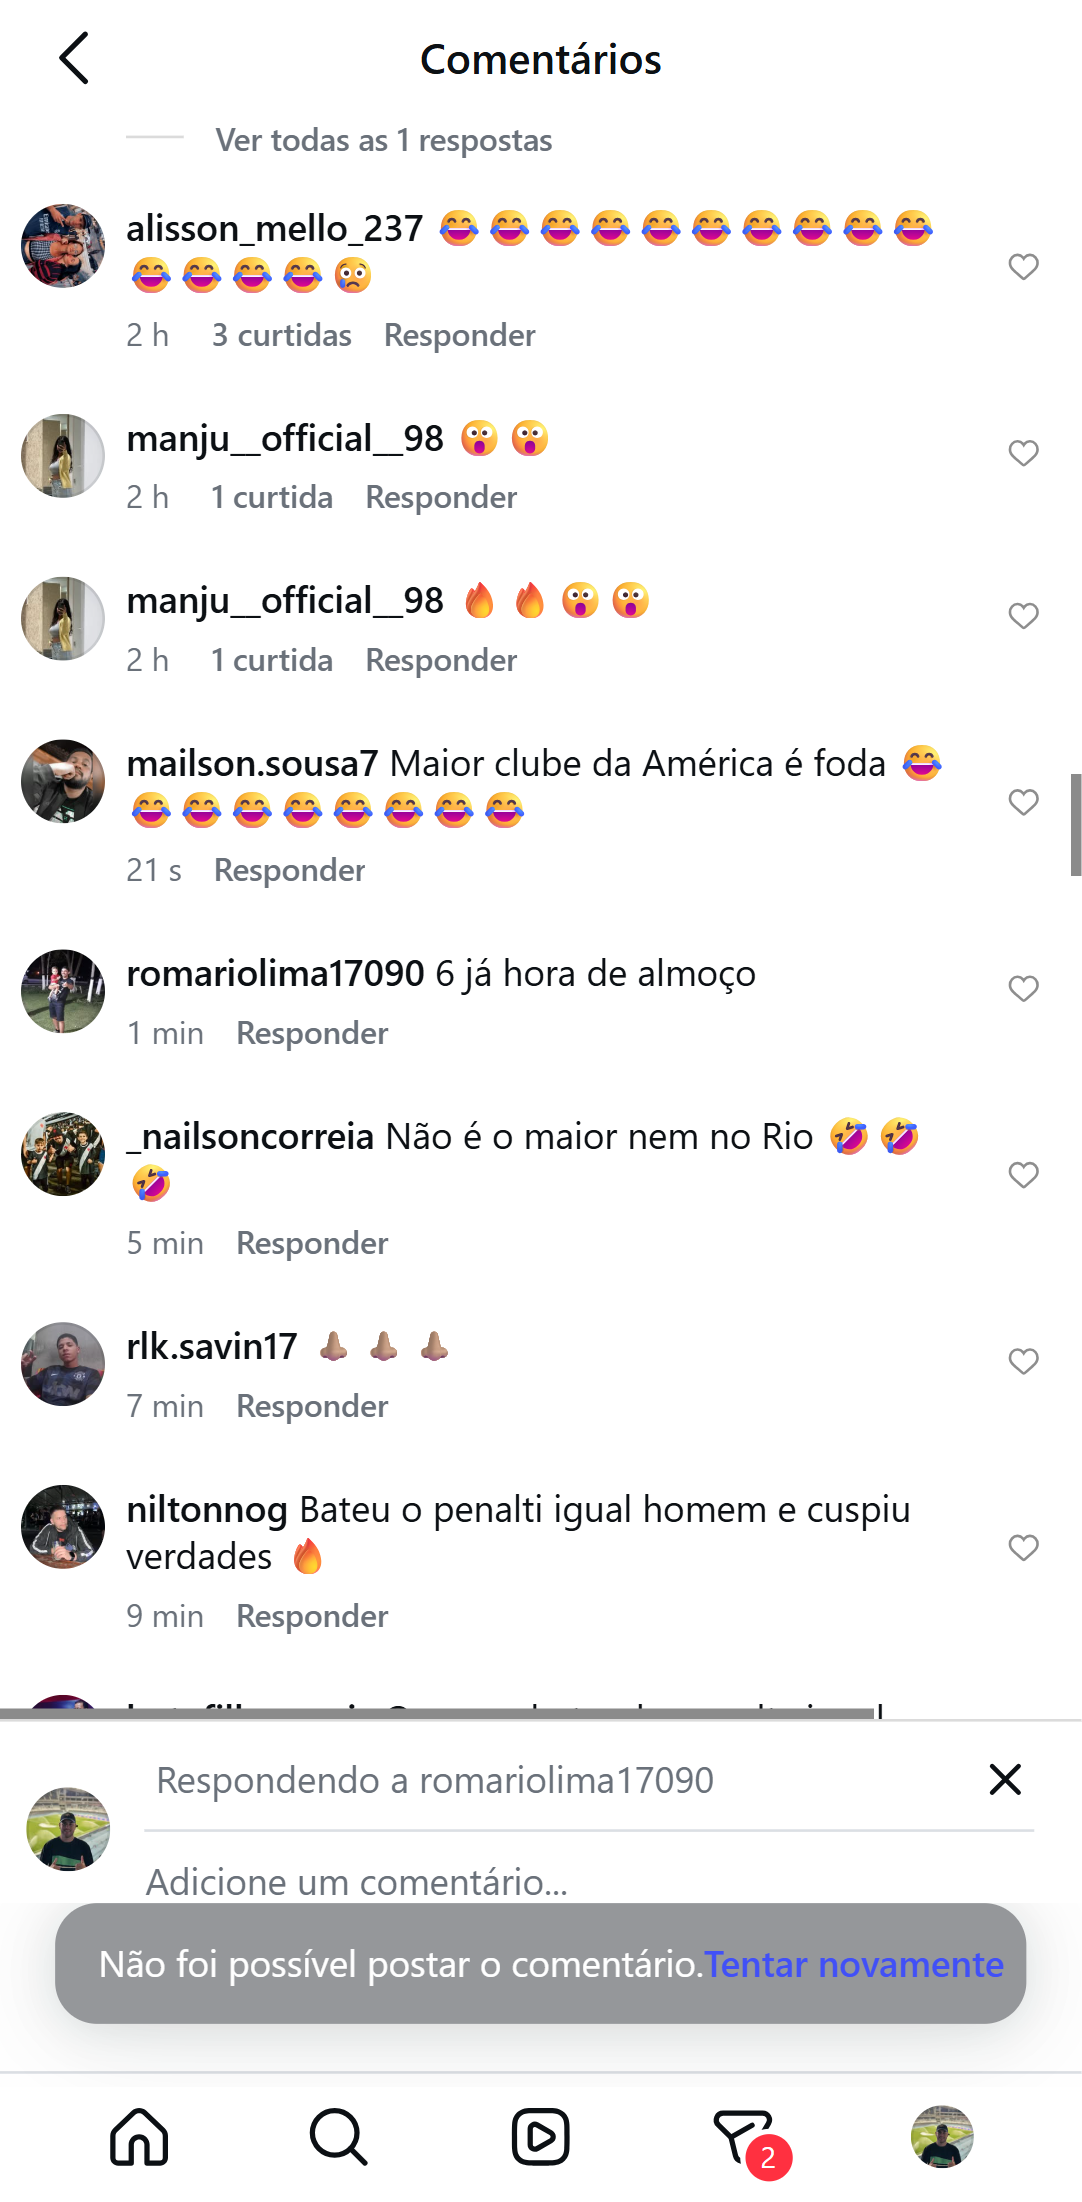 Comentários
Ver todas as 1 respostas
alisson_mello_237 😂😂😂😂😂😂😂😂😂😂
😂😂😂😂😢
2 h 3 curtidas Responder
manju__official__98 😲😲
2 h 1 curtida Responder
manju__official__98 🔥🔥😲😲
2 h 1 curtida Responder
mailson.sousa7 Maior clube da América é foda 😂
😂😂😂😂😂😂😂😂
21 s Responder
romariolima17090 6 já hora de almoço
1 min Responder
_nailsoncorreia Não é o maior nem no Rio 🤣🤣
🤣
5 min Responder
rlk.savin17 👃🏽👃🏽👃🏽
7 min Responder
niltonnog Bateu o penalti igual homem e cuspiu
verdades 🔥
9 min Responder
Respondendo a romariolima17090
Adicione um comentário...
Não foi possível postar o comentário.Tentar novamente
2